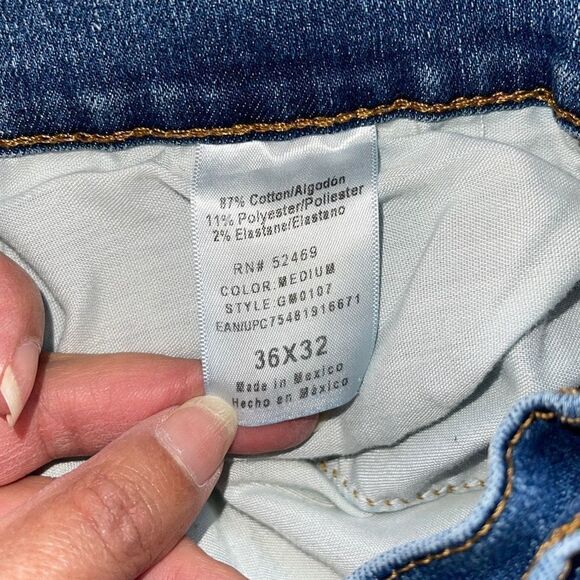 87% Cotton/Algodón
11% Polyester/Poliester
2% Elastane/Elastano
RN# 52469
COLOR:MEDIUM
STYLE:GM0107
EAN/UPC75481916671
36X32
Made in Mexico
Hecho en México